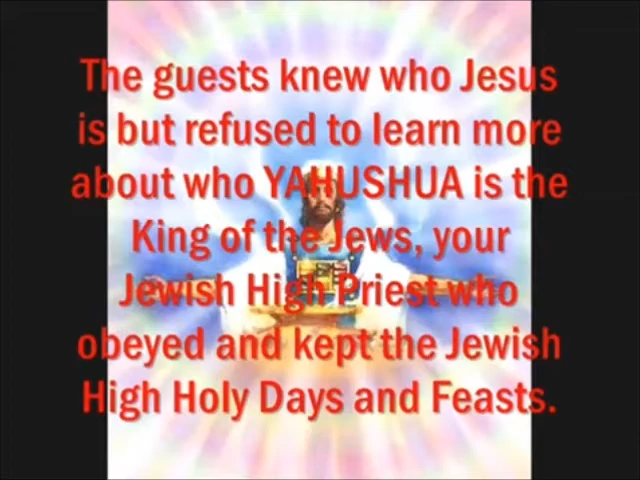 The guests knew who Jesus
is but refused to learn more
about who YAHUSHUA is the
King of the Jews, your
Jewish High Priest who
obeyed and kept the Jewish
High Holy Days and Feasts.